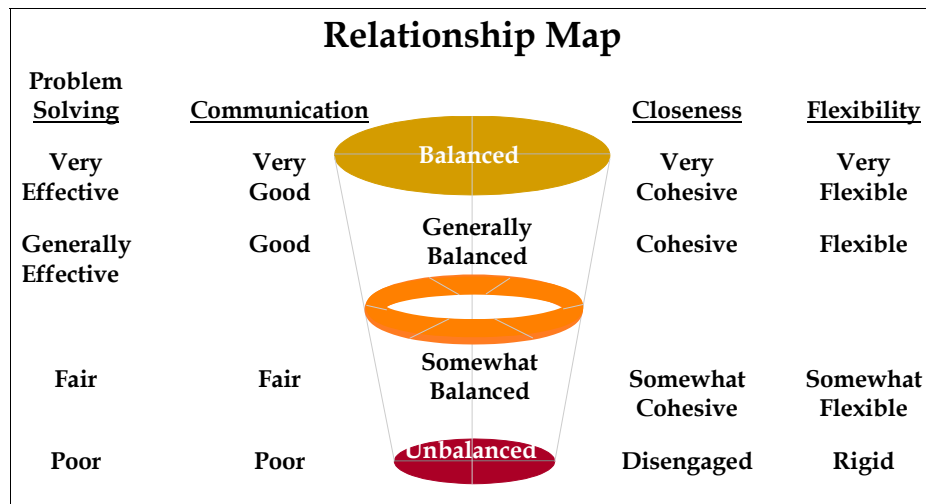 Relationship Map
Problem
Solving Communication Closeness Flexibility
Very Very Balanced Very Very
Effective Good Cohesive Flexible
Generally Good Generally Cohesive Flexible
Effective Balanced
Fair Fair Somewhat Somewhat Somewhat
Balanced Cohesive Flexible
Poor Poor Unbalanced Disengaged Rigid